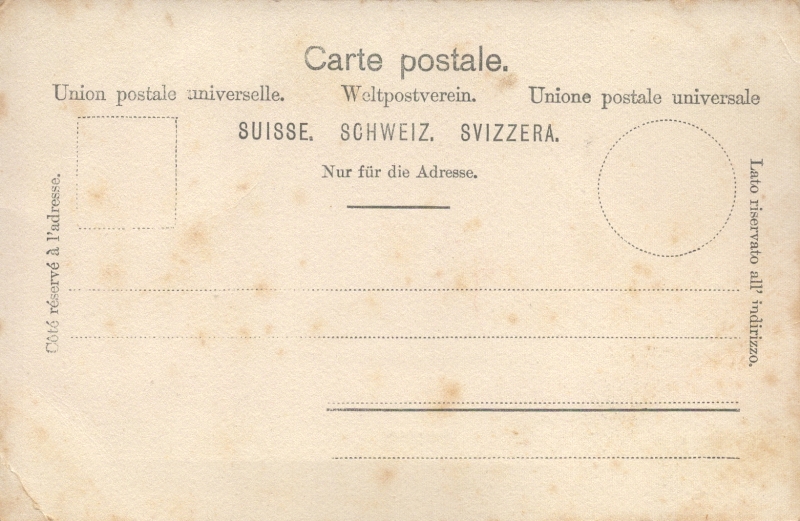 Carte postale.
Union postale universelle. Weltpostverein. Unione postale universale
SUISSE. SCHWEIZ. SVIZZERA.
Nur für die Adresse.
Côté réservé à l'adresse.
Lato riservato all' indirizzo.